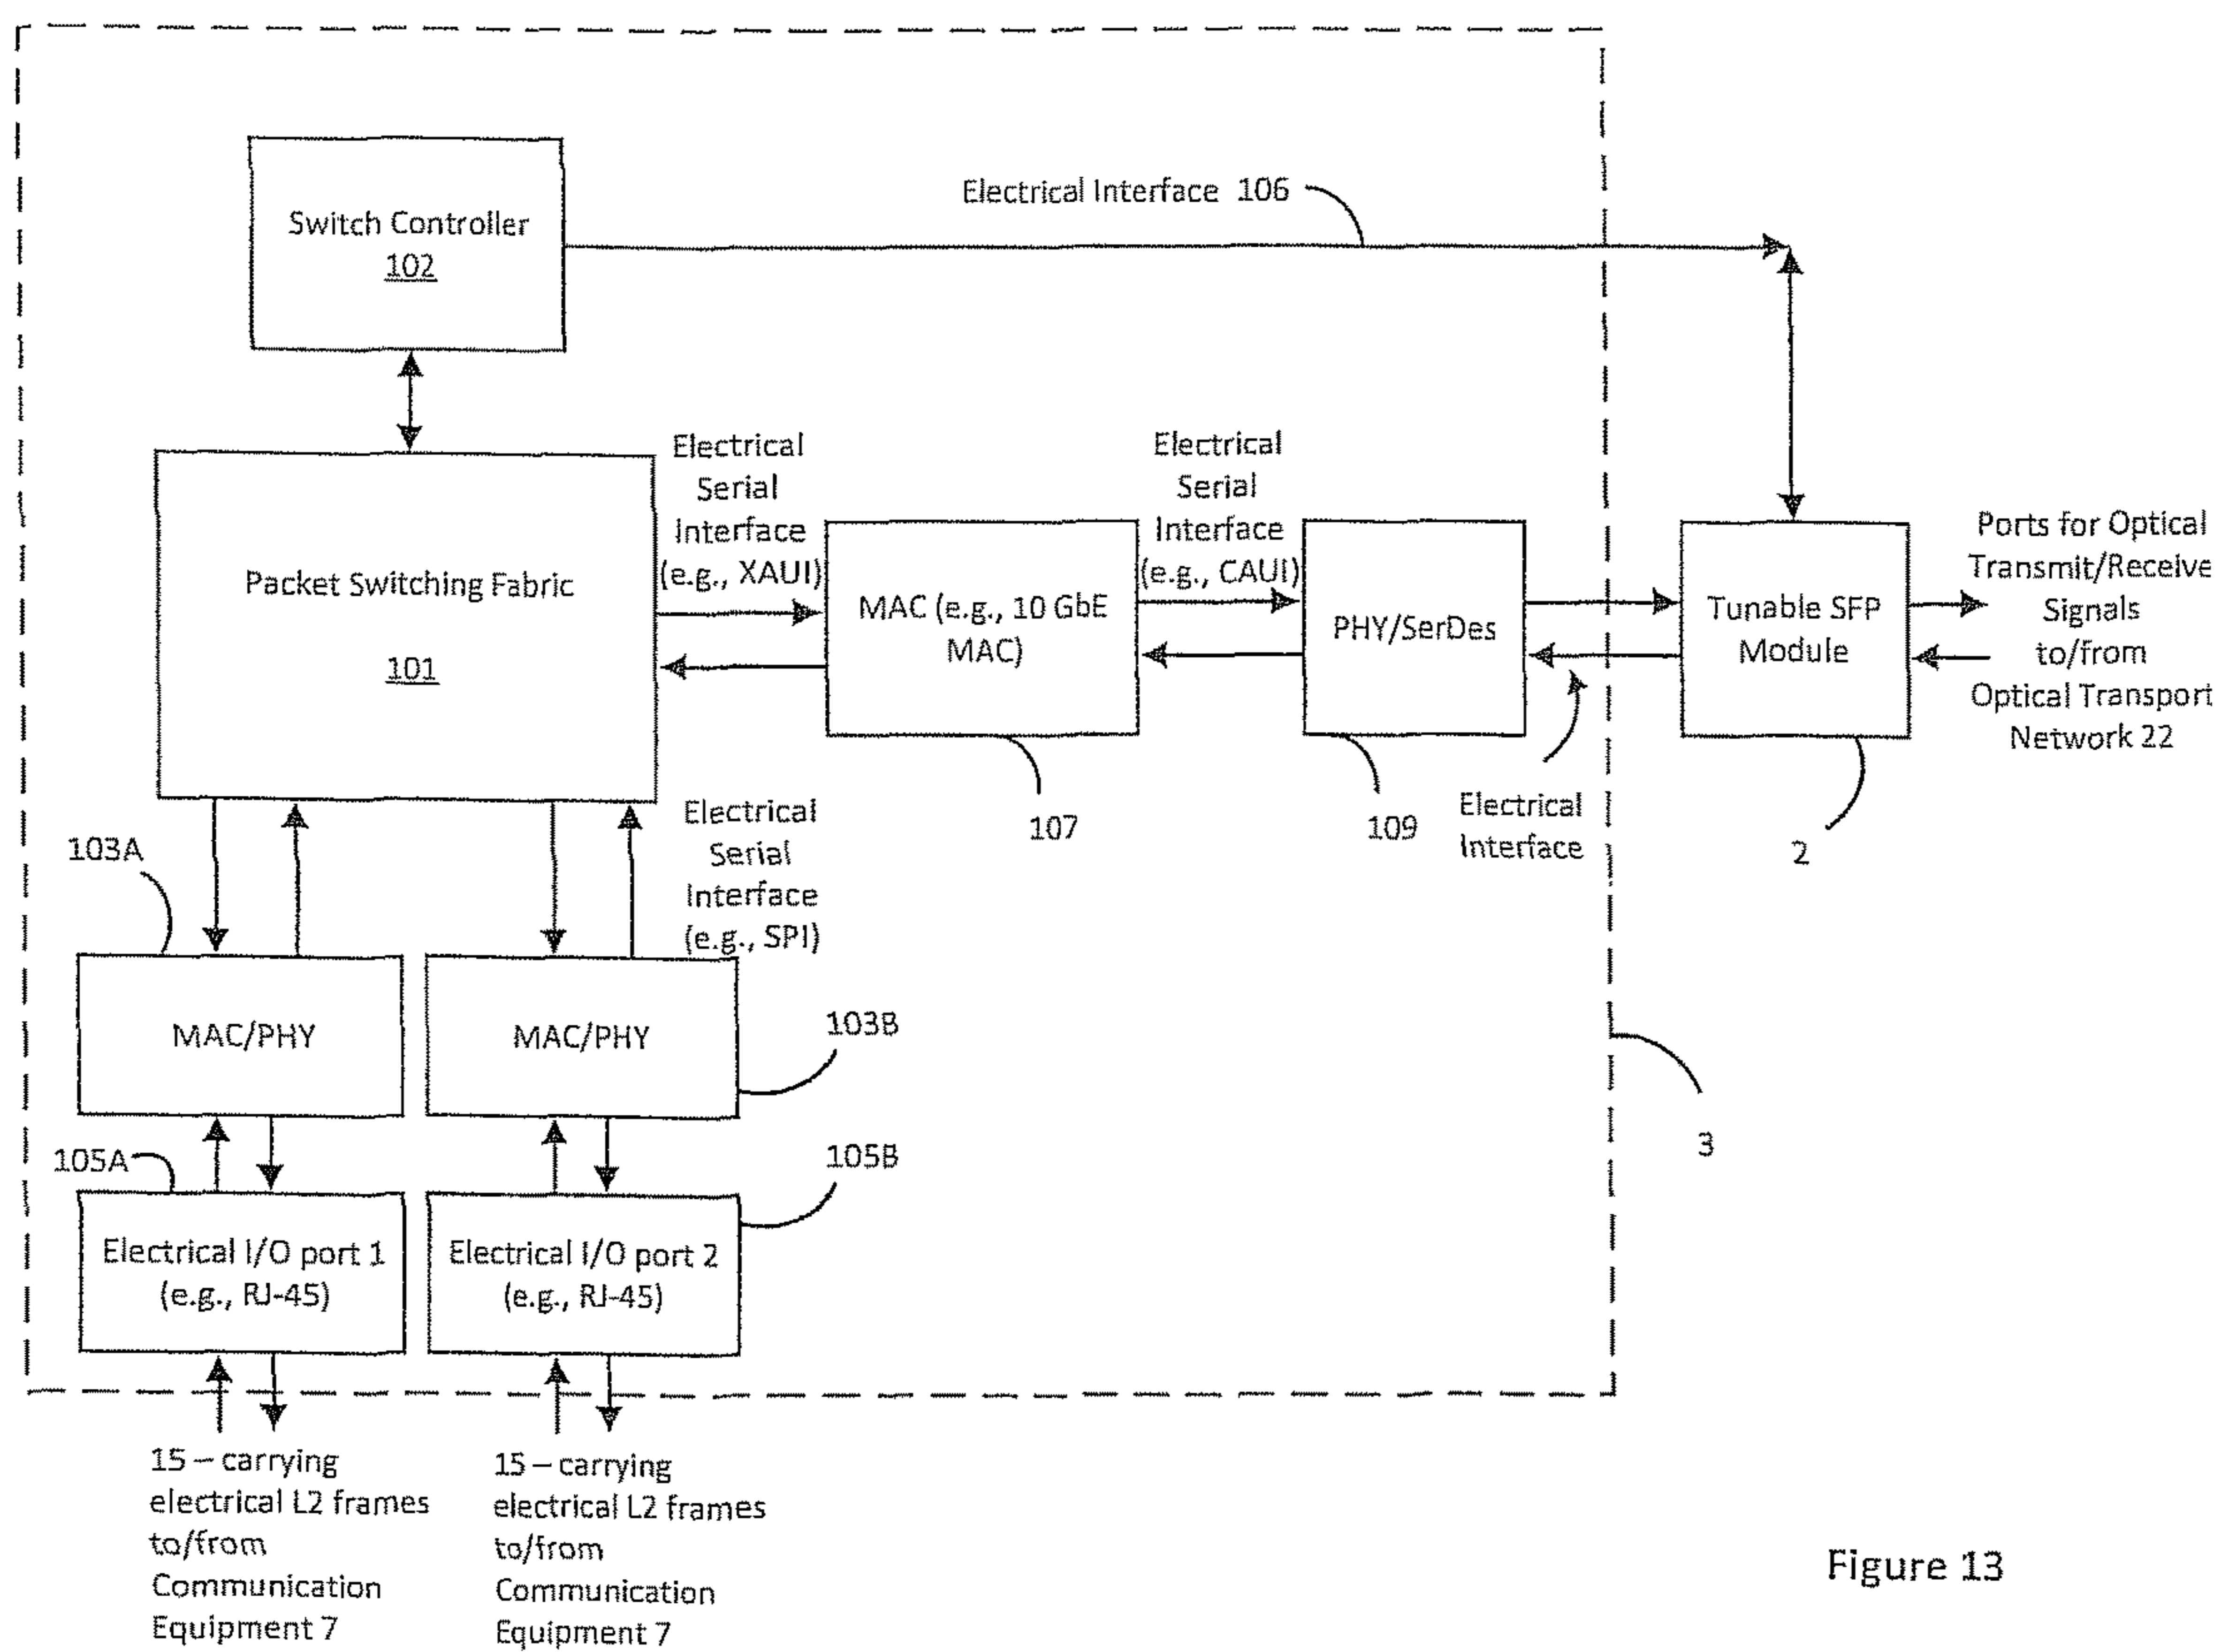 Electrical Interface 106
Switch Controller
102
Electrical
Serial
Interface
(e.g., XAUI)
Electrical
Serial
Interface
(e.g., CAUI)
Packet Switching Fabric
101
MAC (e.g., 10 GbE
MAC)
PHY/SerDes
Tunable SFP
Module
Ports for Optical
Transmit/Receive
Signals
to/from
Optical Transport
Network 22
107
109
Electrical
Interface
2
Electrical
Serial
Interface
(e.g., SPI)
103A
MAC/PHY
MAC/PHY
103B
3
105A
105B
Electrical I/O port 1
(e.g., RJ-45)
Electrical I/O port 2
(e.g., RJ-45)
15 – carrying
electrical L2 frames
to/from
Communication
Equipment 7
15 – carrying
electrical L2 frames
to/from
Communication
Equipment 7
Figure 13